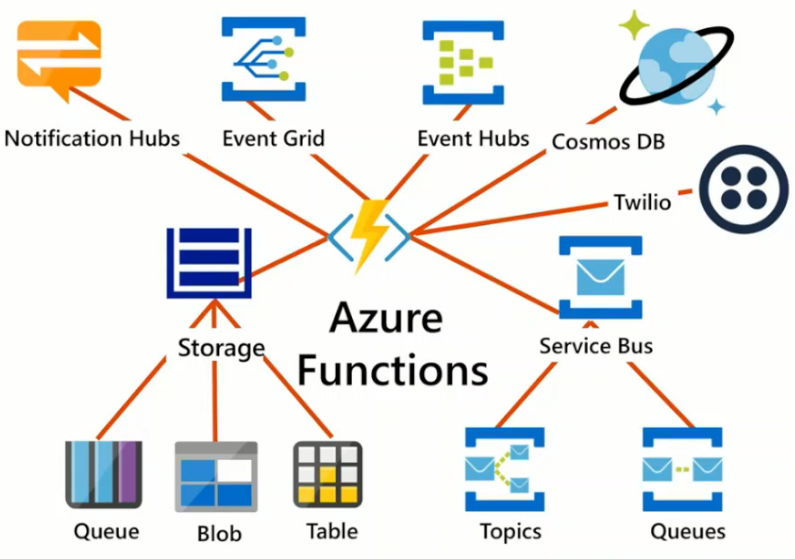 Notification Hubs
Event Grid
Event Hubs
Cosmos DB
Twilio
Azure
Functions
Storage
Service Bus
Queue
Blob
Table
Topics
Queues